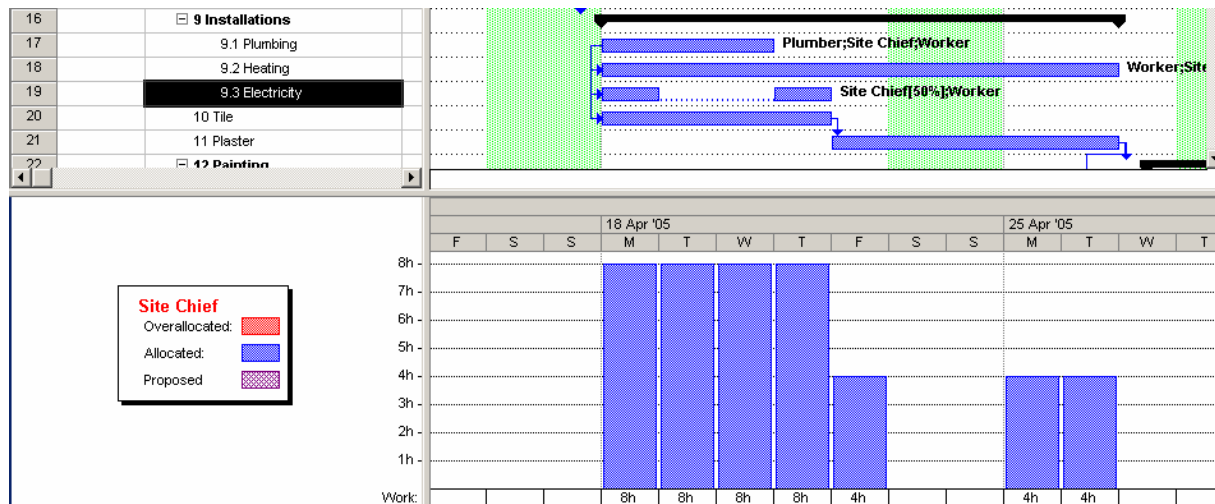 16 9 Installations
17 9.1 Plumbing Plumber;Site Chief;Worker
18 9.2 Heating Worker;Site
19 9.3 Electricity Site Chief[50%];Worker
20 10 Tile
21 11 Plaster
22 12 Painting
18 Apr '05 25 Apr '05
F S S M T W T F S S M T W T
Site Chief
Overallocated:
Allocated:
Proposed
8h
7h
6h
5h
4h
3h
2h
1h
Work: 8h 8h 8h 8h 4h 4h 4h